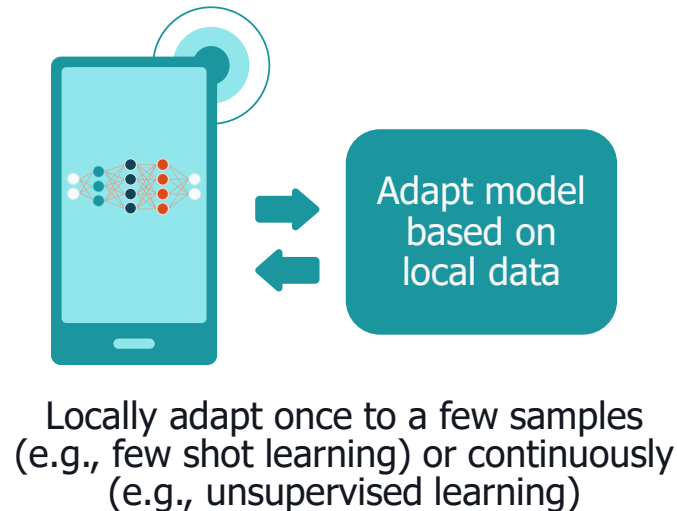 Adapt model
based on
local data
Locally adapt once to a few samples
(e.g., few shot learning) or continuously
(e.g., unsupervised learning)